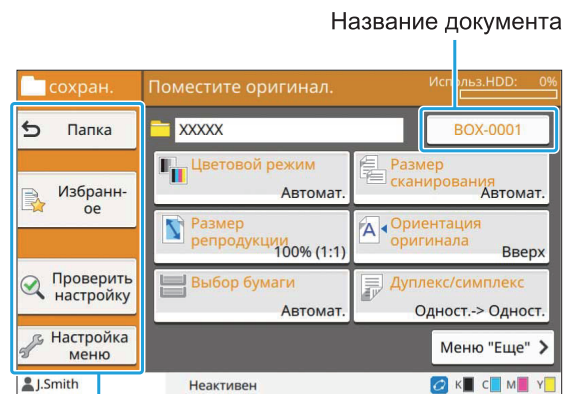 Название документа
сохран.
Поместите оригинал.
Использ.HDD: 0%
Папка
XXXXX
BOX-0001
Избранн-
ое
Цветовой режим
Автомат.
Размер
сканирования
Автомат.
Размер
репродукции
100% (1:1)
Ориентация
оригинала
Вверх
Проверить
настройку
Выбор бумаги
Автомат.
Дуплекс/симплекс
Одност.-> Одност.
Настройка
меню
Меню "Еще"
J.Smith
Неактивен
K C M Y